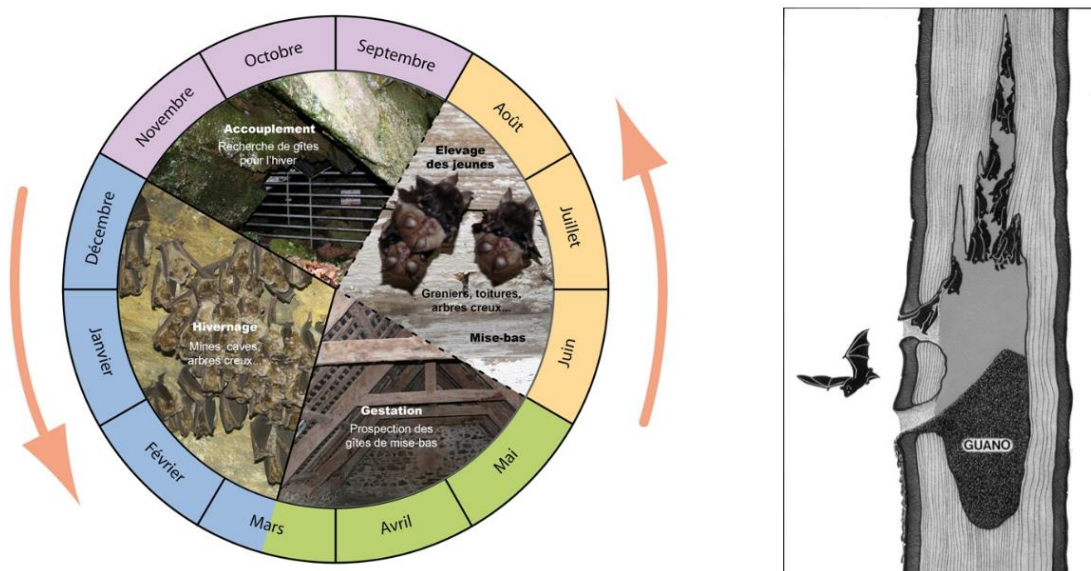 Septembre
Octobre
Novembre
Décembre
Janvier
Février
Mars
Avril
Mai
Juin
Juillet
Août
Accouplement
Recherche de gîtes
pour l'hiver
Elevage
des jeunes
Greniers, toitures,
arbres creux...
Mise-bas
Hivernage
Mines, caves,
arbres creux...
Gestation
Prospection des
gîtes de mise-bas
GUANO